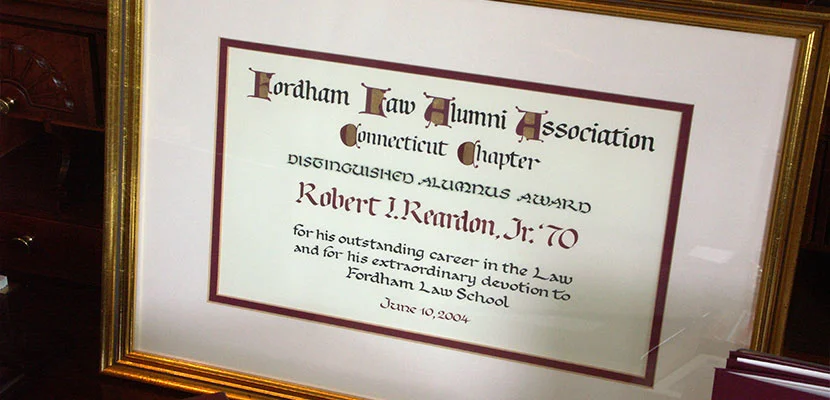 Fordham Law Alumni Association
Connecticut Chapter
DISTINGUISHED ALUMNUS AWARD
Robert I. Reardon, Jr. '70
for his outstanding career in the Law
and for his extraordinary devotion to
Fordham Law School
June 10, 2004